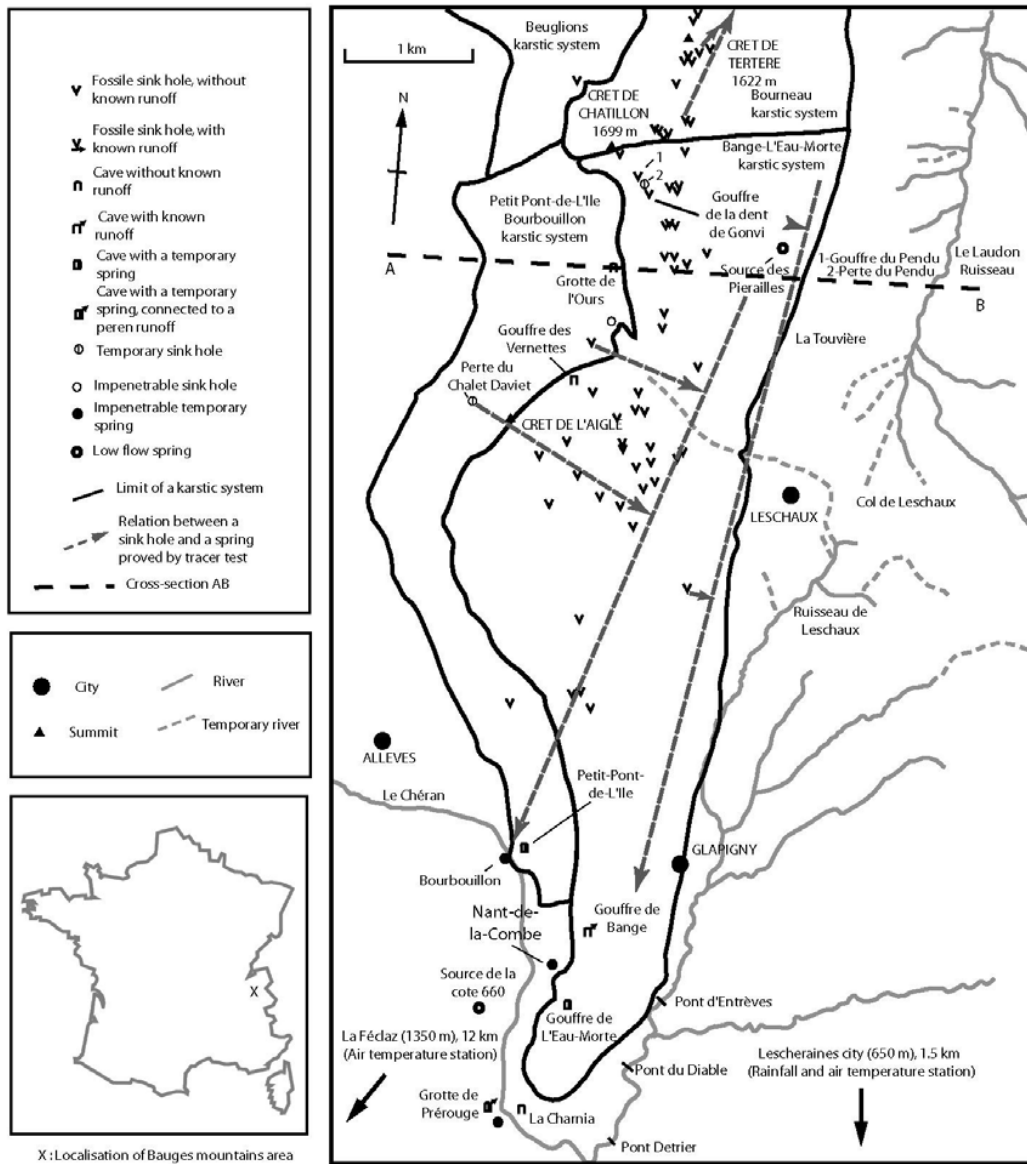 Fossile sink hole, without
known runoff
Fossile sink hole, with
known runoff
Cave without known
runoff
Cave with known
runoff
Cave with a temporary
spring
Cave with a temporary
spring, connected to a
peren runoff
Temporary sink hole
Impenetrable sink hole
Impenetrable temporary
spring
Low flow spring
Limit of a karstic system
Relation between a
sink hole and a spring
proved by tracer test
Cross-section AB
City
River
Summit
Temporary river
X
X : Localisation of Bauges mountains area
1 km
N
Beuglions
karstic system
CRET DE
TERTERE
1622 m
CRET DE
CHATILLON
1699 m
Bourneau
karstic system
Bange-L'Eau-Morte
karstic system
1
2
Petit Pont-de-L'Ile
Bourbouillon
karstic system
Gouffre
de la dent
de Gonvi
Le Laudon
Ruisseau
A
1-Gouffre du Pendu
2-Perte du Pendu
Source des
Pierailles
B
Grotte de
l'Ours
Gouffre des
Vernettes
La Touvière
Perte du
Chalet Daviet
CRET DE L'AIGLE
LESCHAUX
Col de Leschaux
Ruisseau de
Leschaux
ALLEVES
Le Chéran
Petit-Pont-
de-L'Ile
Bourbouillon
GLAPIGNY
Nant-de-
la-Combe
Gouffre de
Bange
Source de la
cote 660
Gouffre de
L'Eau-Morte
Pont d'Entrèves
La Féclaz (1350 m), 12 km
(Air temperature station)
Pont du Diable
Lescheraines city (650 m), 1.5 km
(Rainfall and air temperature station)
Grotte de
Prérouge
La Charnia
Pont Detrier